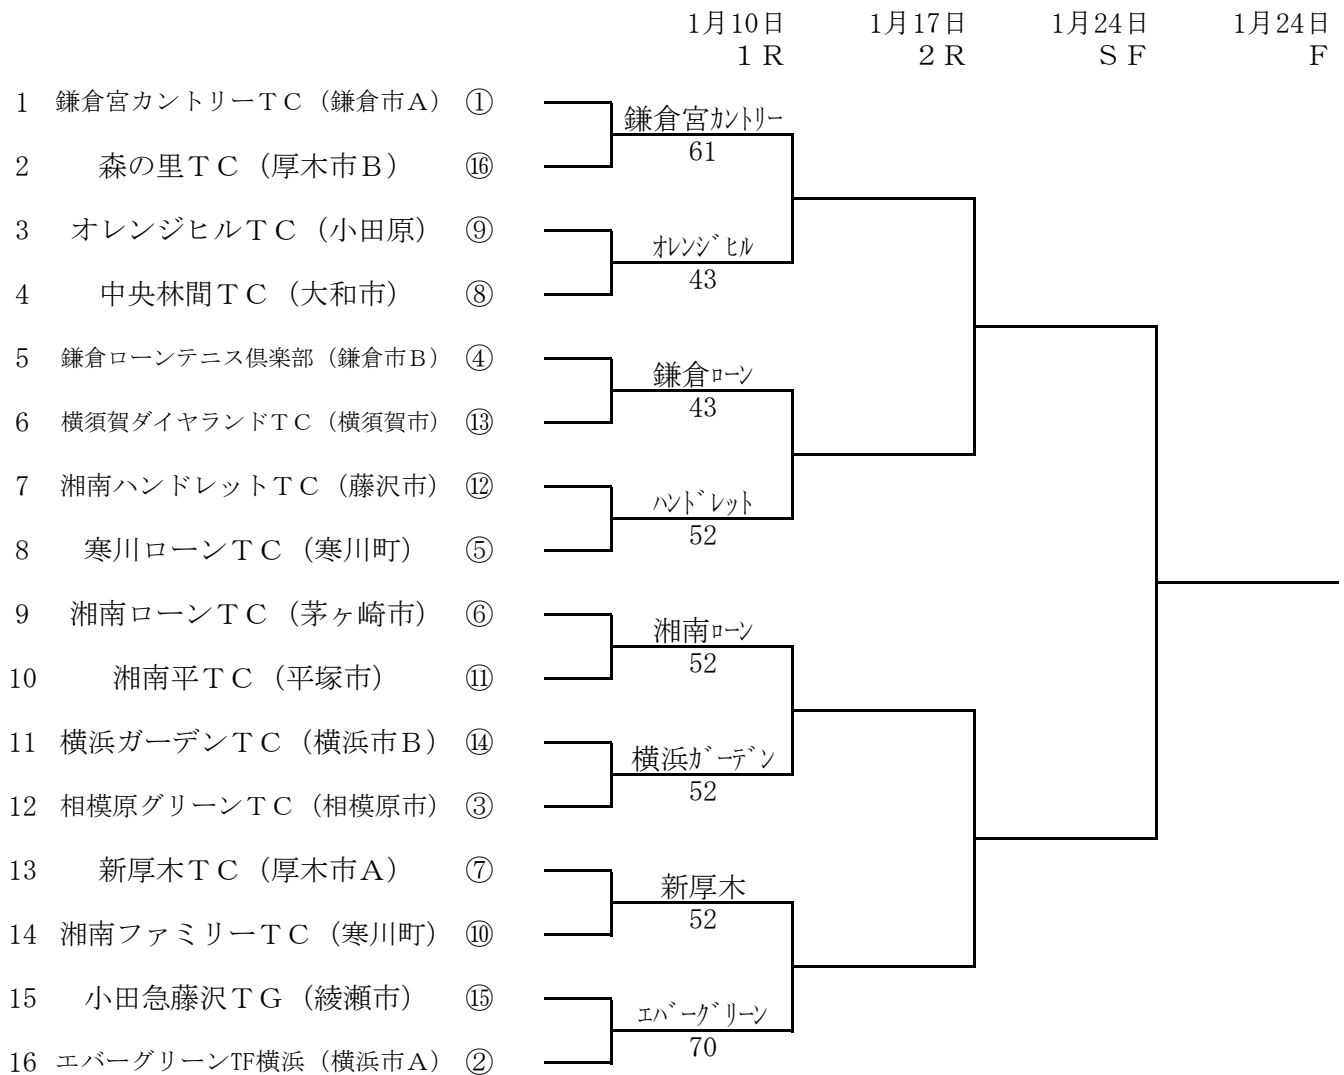 1月10日 1月17日 1月24日 1月24日
１Ｒ ２Ｒ ＳＦ Ｆ
1 鎌倉宮カントリーＴＣ（鎌倉市Ａ） ①
鎌倉宮ｶﾝﾄﾘｰ
61
2 森の里ＴＣ（厚木市Ｂ） ⑯
3 オレンジヒルＴＣ（小田原） ⑨
ｵﾚﾝｼﾞﾋﾙ
43
4 中央林間ＴＣ（大和市） ⑧
5 鎌倉ローンテニス倶楽部（鎌倉市Ｂ） ④
鎌倉ﾛｰﾝ
43
6 横須賀ダイヤランドＴＣ（横須賀市） ⑬
7 湘南ハンドレットＴＣ（藤沢市） ⑫
ﾊﾝﾄﾞﾚｯﾄ
52
8 寒川ローンＴＣ（寒川町） ⑤
9 湘南ローンＴＣ（茅ヶ崎市） ⑥
湘南ﾛｰﾝ
52
10 湘南平ＴＣ（平塚市） ⑪
11 横浜ガーデンＴＣ（横浜市Ｂ） ⑭
横浜ｶﾞｰﾃﾞﾝ
52
12 相模原グリーンＴＣ（相模原市） ③
13 新厚木ＴＣ（厚木市Ａ） ⑦
新厚木
52
14 湘南ファミリーＴＣ（寒川町） ⑩
15 小田急藤沢ＴＧ（綾瀬市） ⑮
ｴﾊﾞｰｸﾞﾘｰﾝ
70
16 エバーグリーンTF横浜（横浜市Ａ） ②